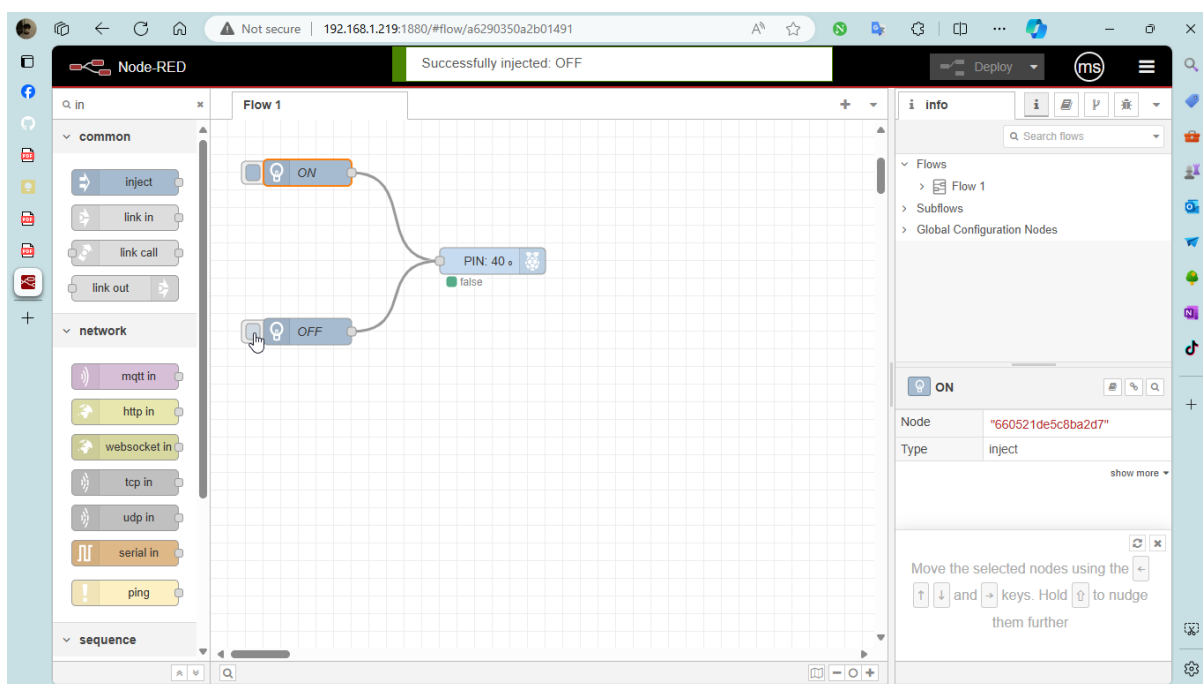 Not secure
192.168.1.219:1880/#flow/a6290350a2b01491
Node-RED
Successfully injected: OFF
Deploy
ms
in
Flow 1
info
i
Search flows
common
inject
link in
link call
link out
network
mqtt in
http in
websocket in
tcp in
udp in
serial in
ping
sequence
ON
OFF
PIN: 40
false
Flows
Flow 1
Subflows
Global Configuration Nodes
ON
Node "660521de5c8ba2d7"
Type inject
show more
Move the selected nodes using the ←
↑ ↓ and → keys. Hold ⇧ to nudge
them further